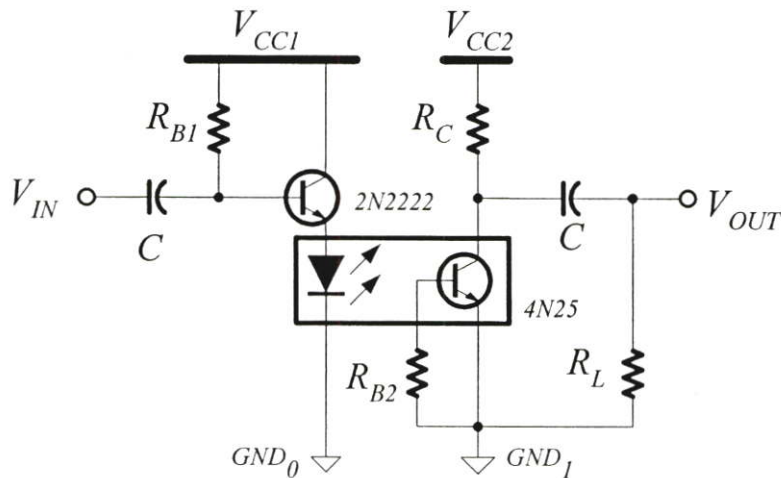 V_CC1
V_CC2
R_B1
R_C
V_IN
2N2222
V_OUT
C
C
4N25
R_B2
R_L
GND_0
GND_1